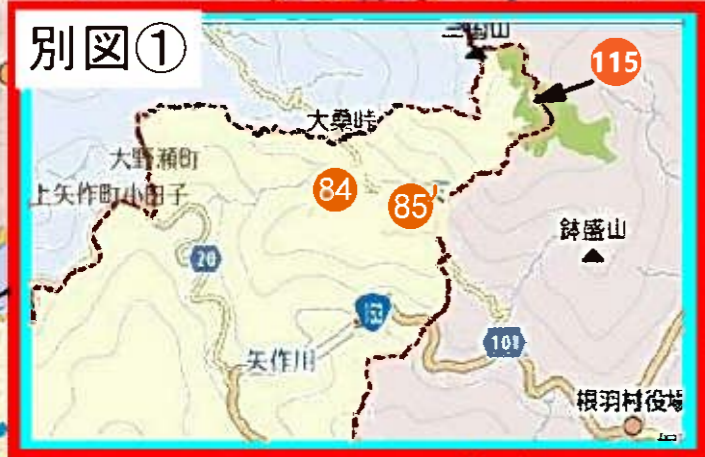 別図①
三国山
115
大桑峠
大野瀬町
上矢作町小田子
84
85
鉢盛山
20
153
101
矢作川
根羽村役場